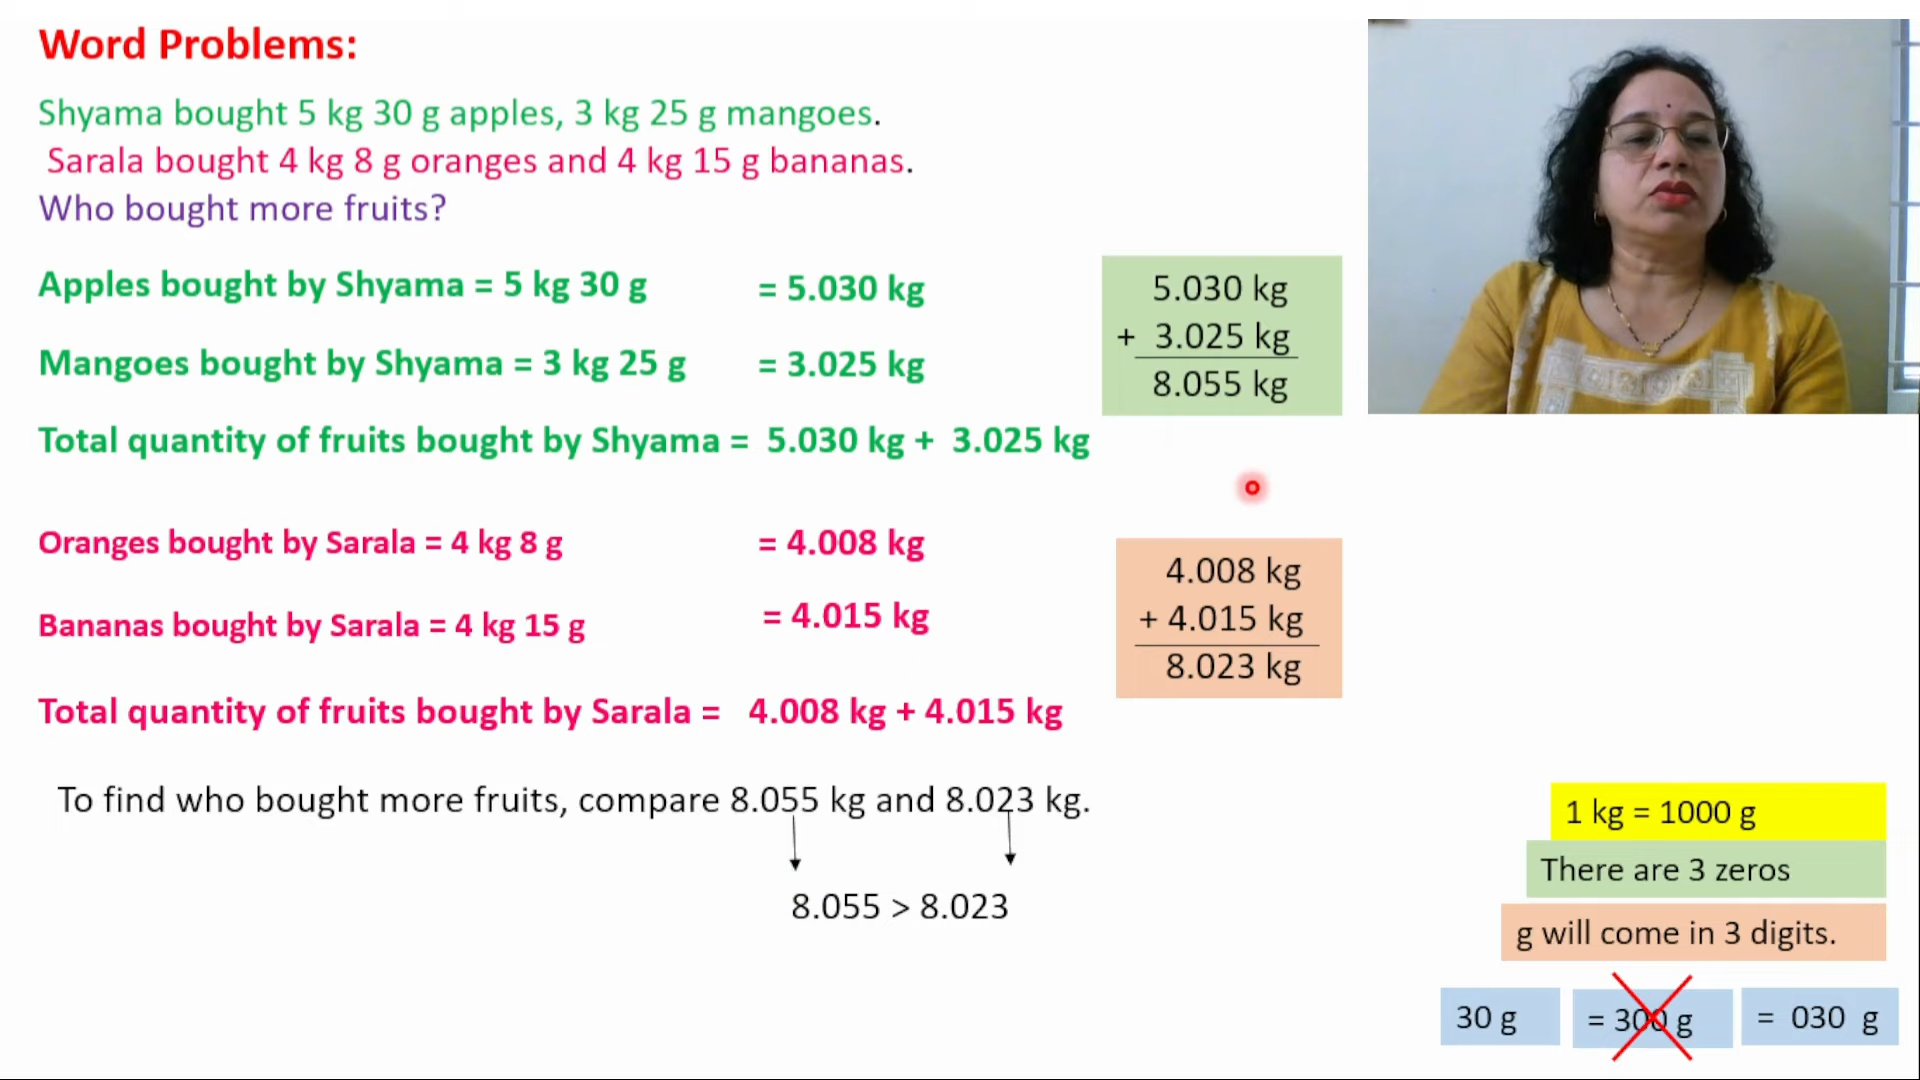 Word Problems:
Shyama bought 5 kg 30 g apples, 3 kg 25 g mangoes.
Sarala bought 4 kg 8 g oranges and 4 kg 15 g bananas.
Who bought more fruits?
Apples bought by Shyama = 5 kg 30 g = 5.030 kg
Mangoes bought by Shyama = 3 kg 25 g = 3.025 kg
Total quantity of fruits bought by Shyama = 5.030 kg + 3.025 kg
5.030 kg
+ 3.025 kg
8.055 kg
Oranges bought by Sarala = 4 kg 8 g = 4.008 kg
Bananas bought by Sarala = 4 kg 15 g = 4.015 kg
Total quantity of fruits bought by Sarala = 4.008 kg + 4.015 kg
4.008 kg
+ 4.015 kg
8.023 kg
To find who bought more fruits, compare 8.055 kg and 8.023 kg.
8.055 > 8.023
1 kg = 1000 g
There are 3 zeros
g will come in 3 digits.
30 g = 300 g = 030 g